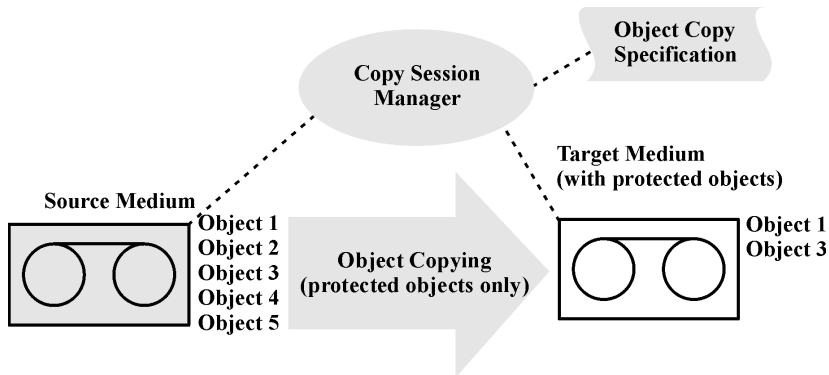 Object Copy
Specification
Copy Session
Manager
Target Medium
(with protected objects)
Source Medium
Object 1
Object 2
Object 3
Object 4
Object 5
Object Copying
(protected objects only)
Object 1
Object 3